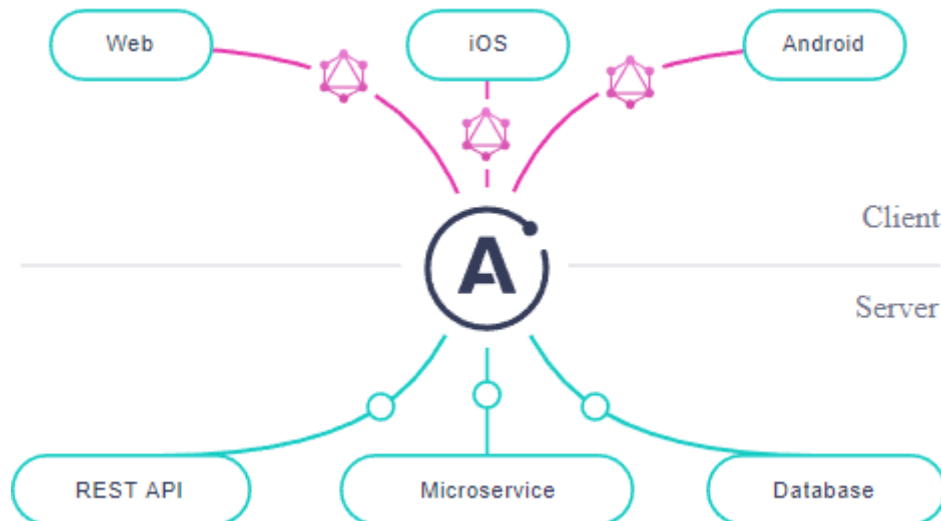 Web
iOS
Android
Client
A
Server
REST API
Microservice
Database